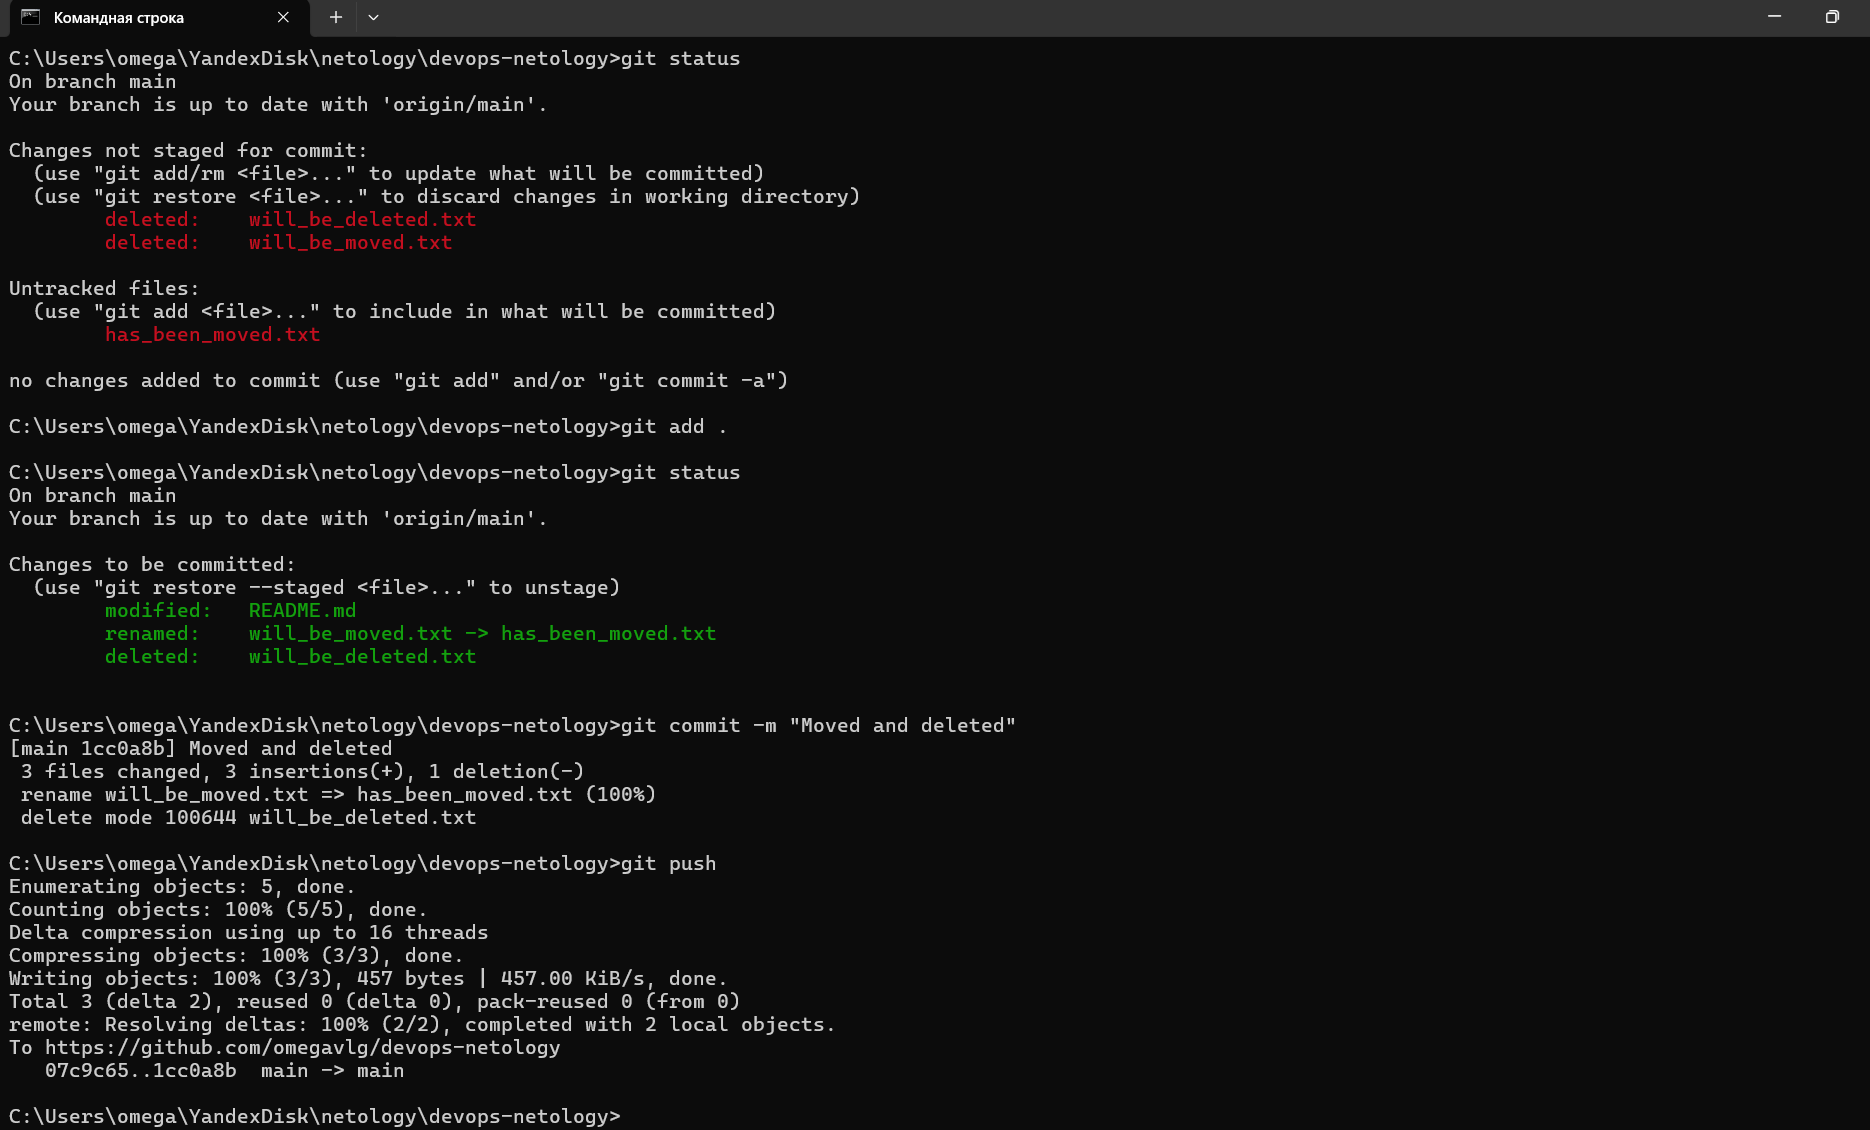 Командная строка
C:\Users\omega\YandexDisk\netology\devops-netology>git status
On branch main
Your branch is up to date with 'origin/main'.
Changes not staged for commit:
  (use "git add/rm <file>..." to update what will be committed)
  (use "git restore <file>..." to discard changes in working directory)
        deleted:    will_be_deleted.txt
        deleted:    will_be_moved.txt
Untracked files:
  (use "git add <file>..." to include in what will be committed)
        has_been_moved.txt
no changes added to commit (use "git add" and/or "git commit -a")
C:\Users\omega\YandexDisk\netology\devops-netology>git add .
C:\Users\omega\YandexDisk\netology\devops-netology>git status
On branch main
Your branch is up to date with 'origin/main'.
Changes to be committed:
  (use "git restore --staged <file>..." to unstage)
        modified:   README.md
        renamed:    will_be_moved.txt -> has_been_moved.txt
        deleted:    will_be_deleted.txt
C:\Users\omega\YandexDisk\netology\devops-netology>git commit -m "Moved and deleted"
[main 1cc0a8b] Moved and deleted
 3 files changed, 3 insertions(+), 1 deletion(-)
 rename will_be_moved.txt => has_been_moved.txt (100%)
 delete mode 100644 will_be_deleted.txt
C:\Users\omega\YandexDisk\netology\devops-netology>git push
Enumerating objects: 5, done.
Counting objects: 100% (5/5), done.
Delta compression using up to 16 threads
Compressing objects: 100% (3/3), done.
Writing objects: 100% (3/3), 457 bytes | 457.00 KiB/s, done.
Total 3 (delta 2), reused 0 (delta 0), pack-reused 0 (from 0)
remote: Resolving deltas: 100% (2/2), completed with 2 local objects.
To https://github.com/omegavlg/devops-netology
   07c9c65..1cc0a8b  main -> main
C:\Users\omega\YandexDisk\netology\devops-netology>